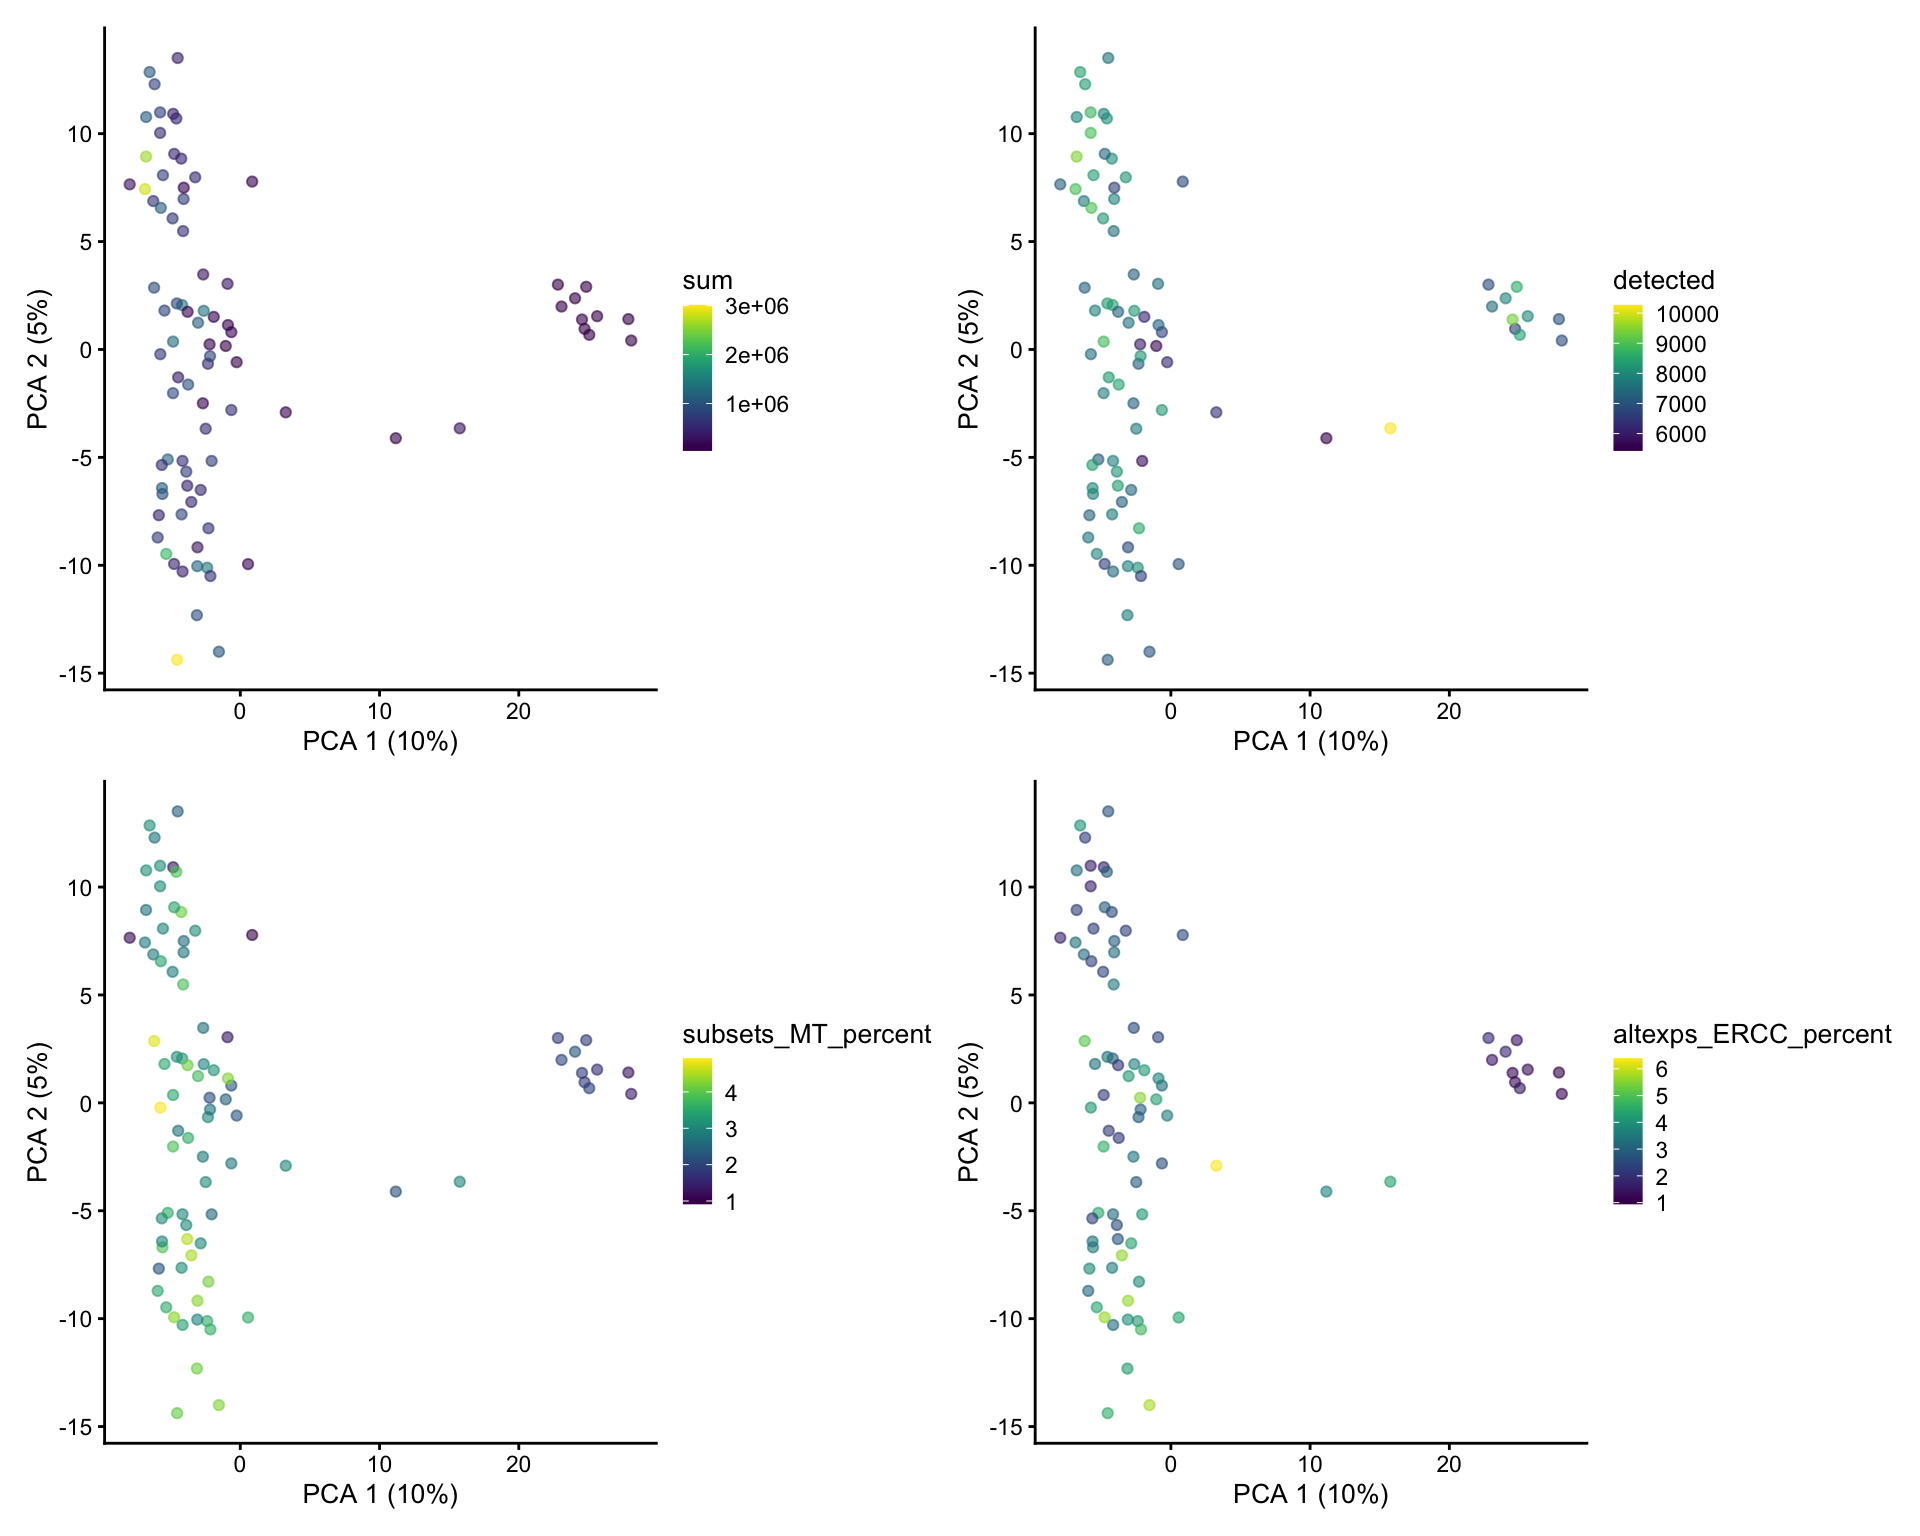 10
5
0
-5
-10
-15
PCA 2 (5%)
0 10 20
PCA 1 (10%)
sum
3e+06
2e+06
1e+06
10
5
0
-5
-10
-15
PCA 2 (5%)
0 10 20
PCA 1 (10%)
detected
10000
9000
8000
7000
6000
10
5
0
-5
-10
-15
PCA 2 (5%)
0 10 20
PCA 1 (10%)
subsets_MT_percent
4
3
2
1
10
5
0
-5
-10
-15
PCA 2 (5%)
0 10 20
PCA 1 (10%)
altexps_ERCC_percent
6
5
4
3
2
1